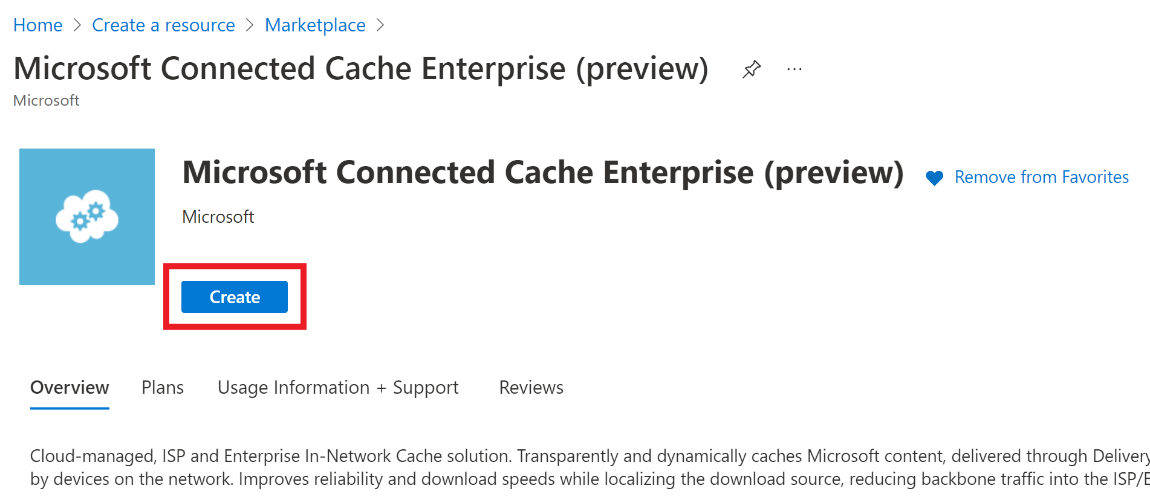 Home > Create a resource > Marketplace >
Microsoft Connected Cache Enterprise (preview) ...
Microsoft
Microsoft Connected Cache Enterprise (preview) Remove from Favorites
Microsoft
Create
Overview Plans Usage Information + Support Reviews
Cloud-managed, ISP and Enterprise In-Network Cache solution. Transparently and dynamically caches Microsoft content, delivered through Delivery
by devices on the network. Improves reliability and download speeds while localizing the download source, reducing backbone traffic into the ISP/E